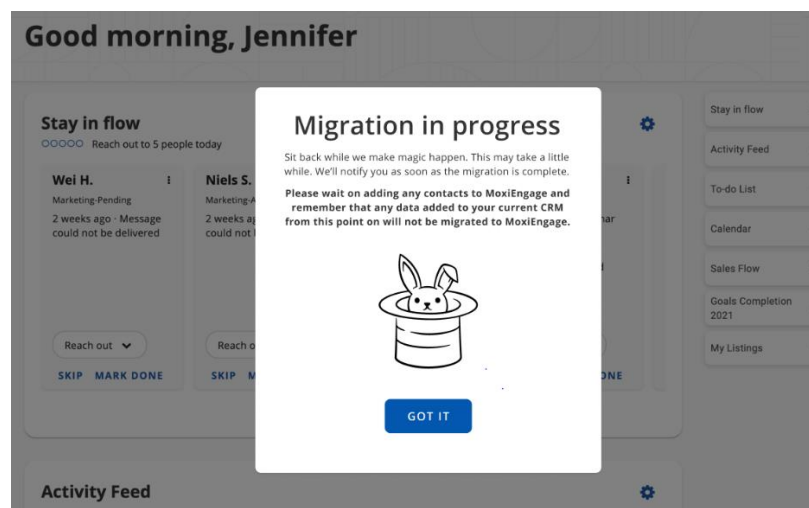 Good morning, Jennifer
Stay in flow
Reach out to 5 people today
Wei H.
Marketing-Pending
2 weeks ago · Message
could not be delivered
Reach out
SKIP MARK DONE
Niels S.
2 weeks
could not
Reach
SKIP
Migration in progress
Sit back while we make magic happen. This may take a little
while. We'll notify you as soon as the migration is complete.
Please wait on adding any contacts to MoxiEngage and
remember that any data added to your current CRM
from this point on will not be migrated to MoxiEngage.
GOT IT
Stay in flow
Activity Feed
To-do List
Calendar
Sales Flow
Goals Completion
2021
My Listings
Activity Feed